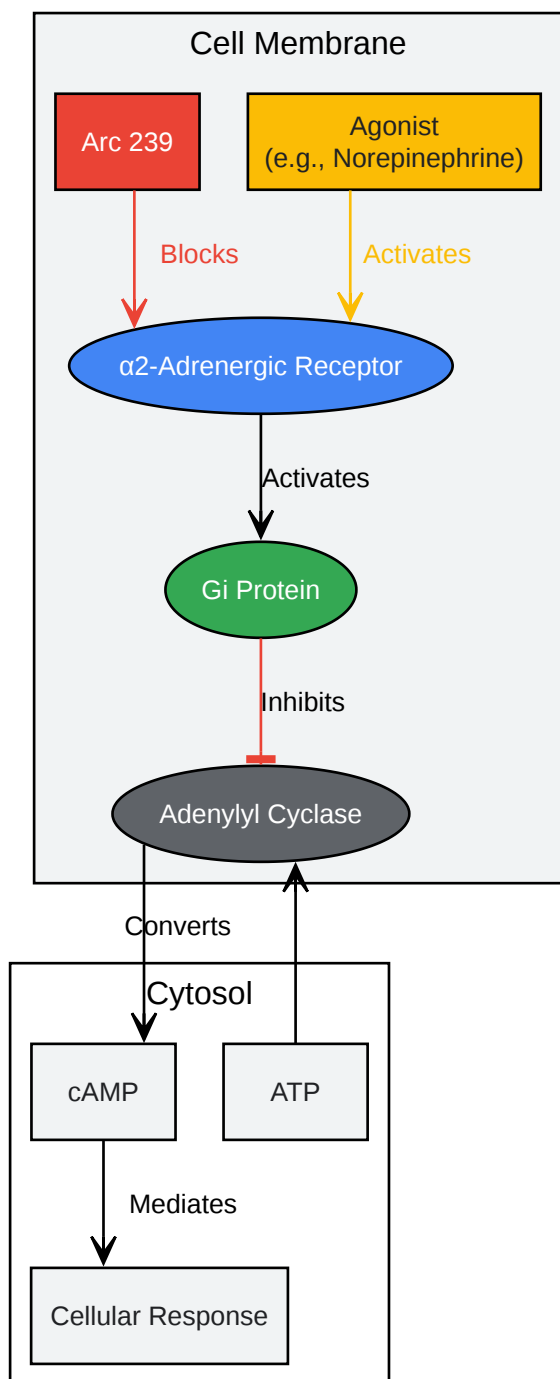 Cell Membrane
Arc 239
Agonist
(e.g., Norepinephrine)
Blocks
Activates
α2-Adrenergic Receptor
Activates
Gi Protein
Inhibits
Adenylyl Cyclase
Converts
Cytosol
cAMP
ATP
Mediates
Cellular Response